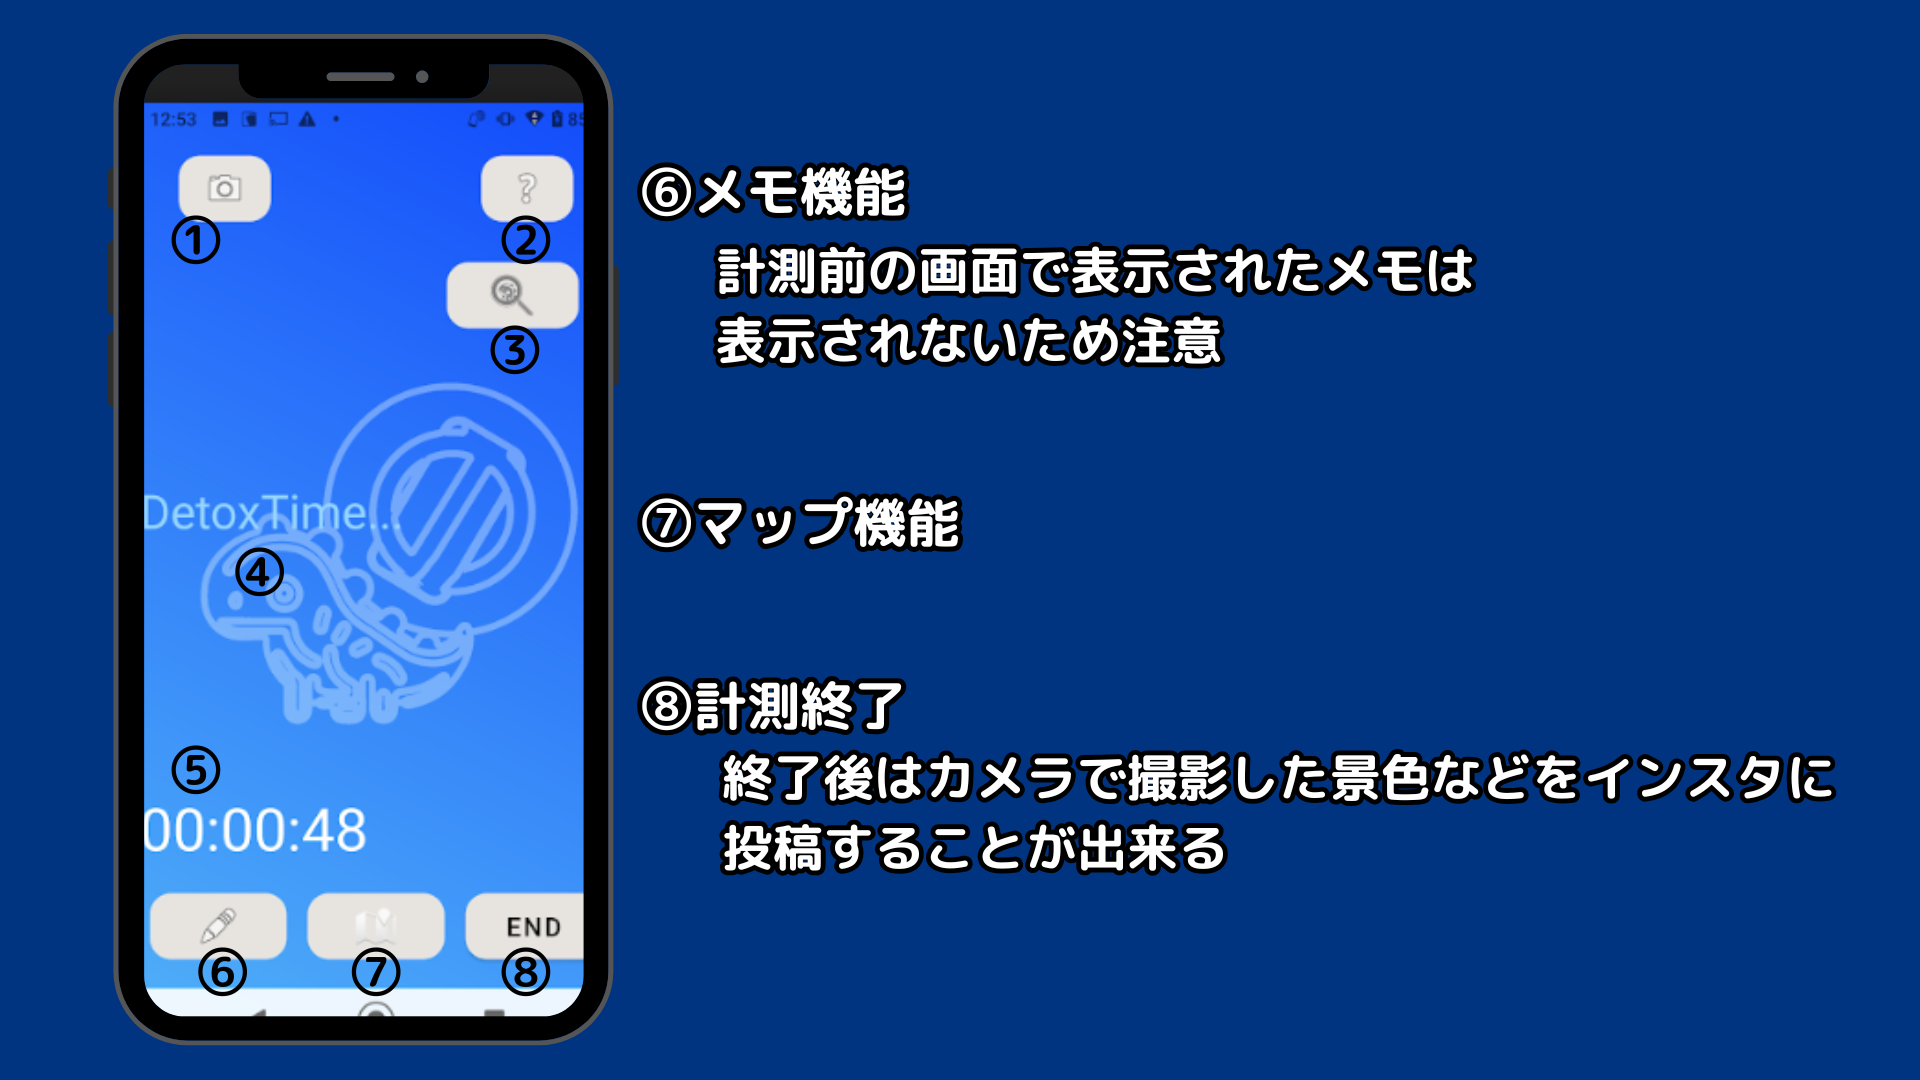 12:53
85
①
②
③
DetoxTime...
④
⑤
00:00:48
END
⑥
⑦
⑧
⑥メモ機能
計測前の画面で表示されたメモは
表示されないため注意
⑦マップ機能
⑧計測終了
終了後はカメラで撮影した景色などをインスタに
投稿することが出来る